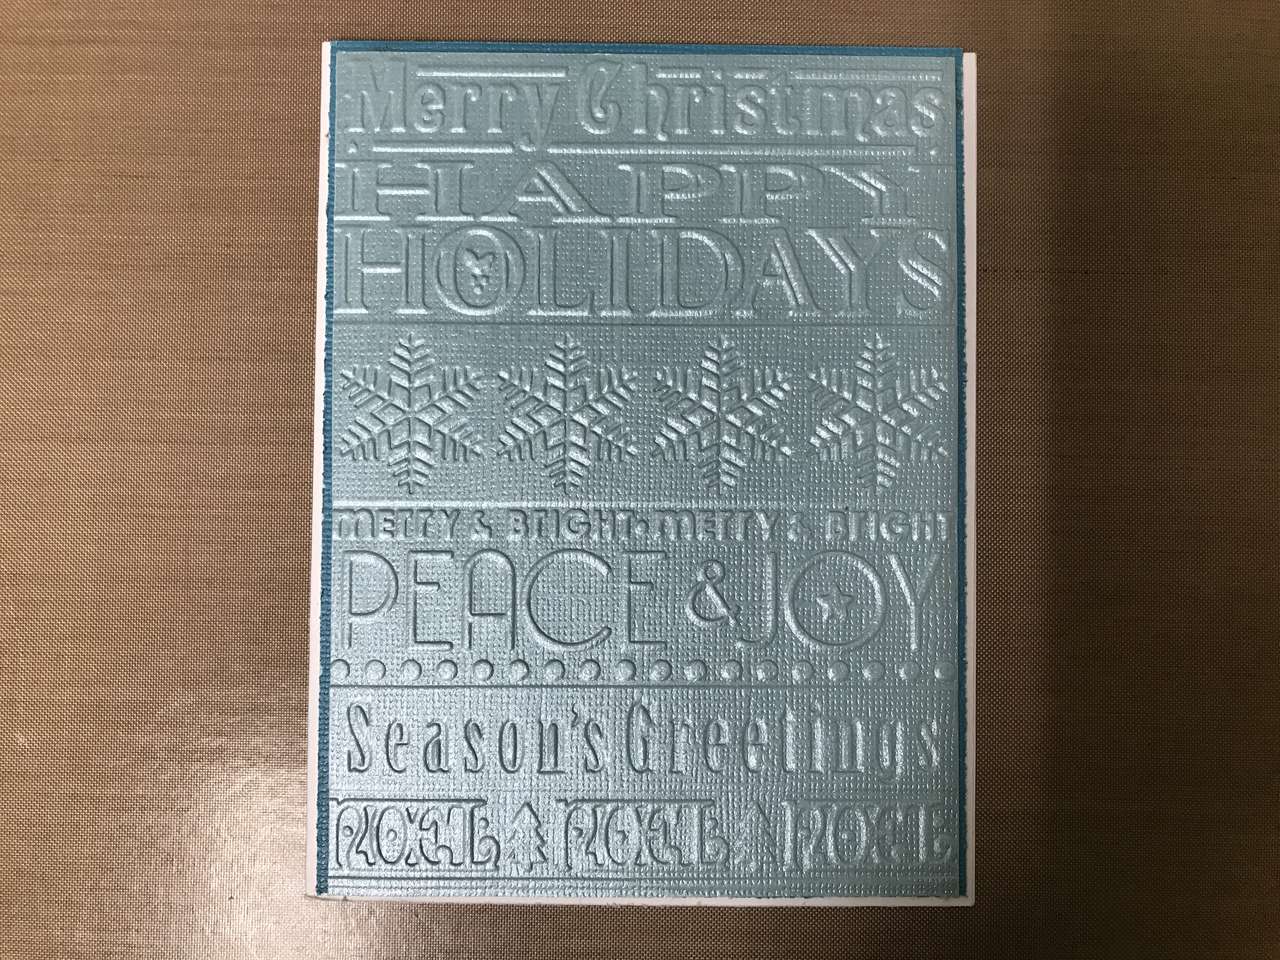 Merry Christmas
HAPPY
HOLIDAYS
MERRY & BRIGHT·MERRY & BRIGHT
PEACE & JOY
Season's Greetings
NOEL NOEL NOEL